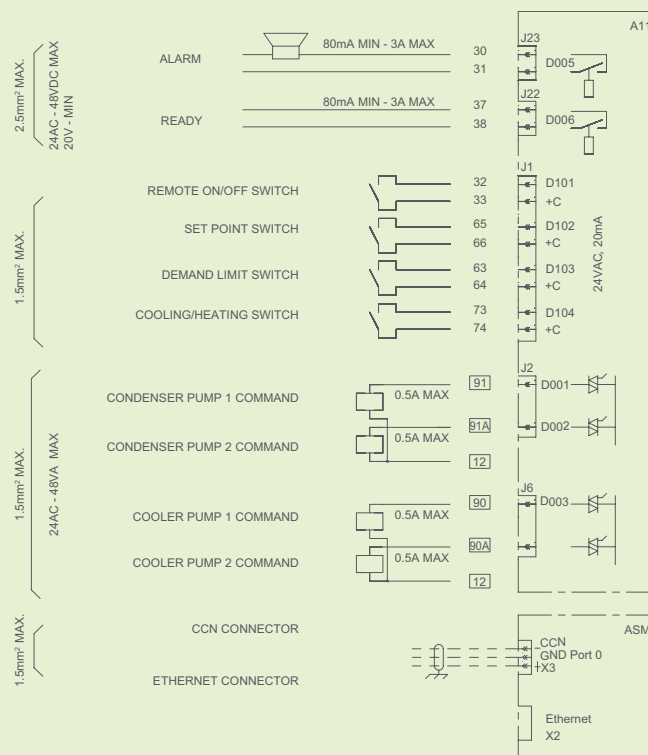 A11
J23
80mA MIN - 3A MAX
30
ALARM
D005
31
J22
80mA MIN - 3A MAX
37
D006
READY
38
2.5mm² MAX.
24AC - 48VDC MAX
20V - MIN
J1
REMOTE ON/OFF SWITCH
32
D101
33
+C
SET POINT SWITCH
65
D102
66
+C
DEMAND LIMIT SWITCH
63
D103
64
+C
COOLING/HEATING SWITCH
73
D104
74
+C
24VAC, 20mA
1.5mm² MAX.
J2
91
D001
CONDENSER PUMP 1 COMMAND
0.5A MAX
91A
D002
CONDENSER PUMP 2 COMMAND
0.5A MAX
12
J6
90
D003
COOLER PUMP 1 COMMAND
0.5A MAX
90A
COOLER PUMP 2 COMMAND
0.5A MAX
12
1.5mm² MAX.
24AC - 48VA MAX
CCN CONNECTOR
ASM
-CCN
GND Port 0
+X3
ETHERNET CONNECTOR
1.5mm² MAX.
Ethernet
X2